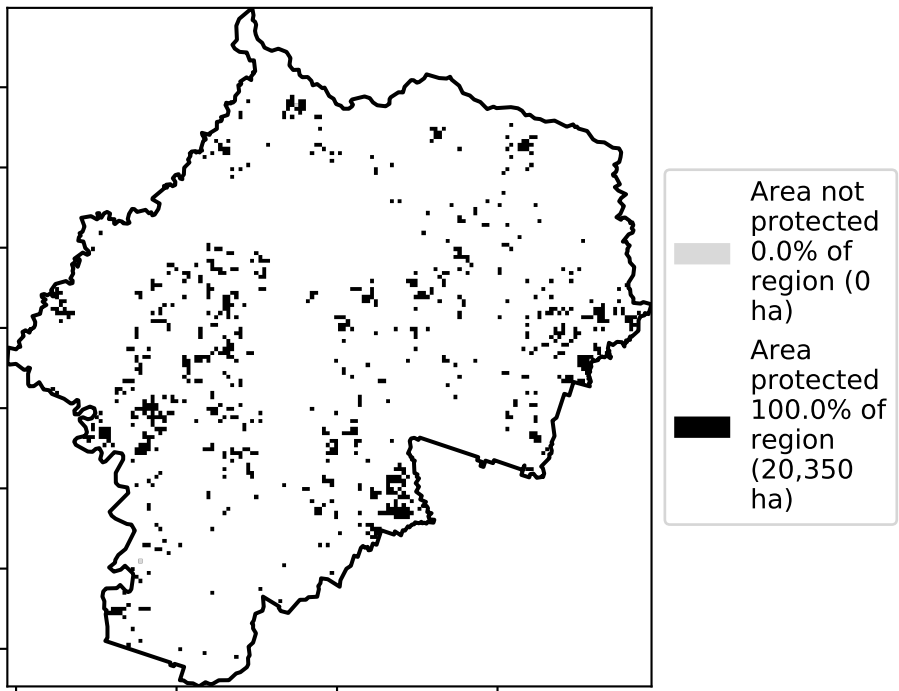 Area not
protected
0.0% of
region (0
ha)
Area
protected
100.0% of
region
(20,350
ha)